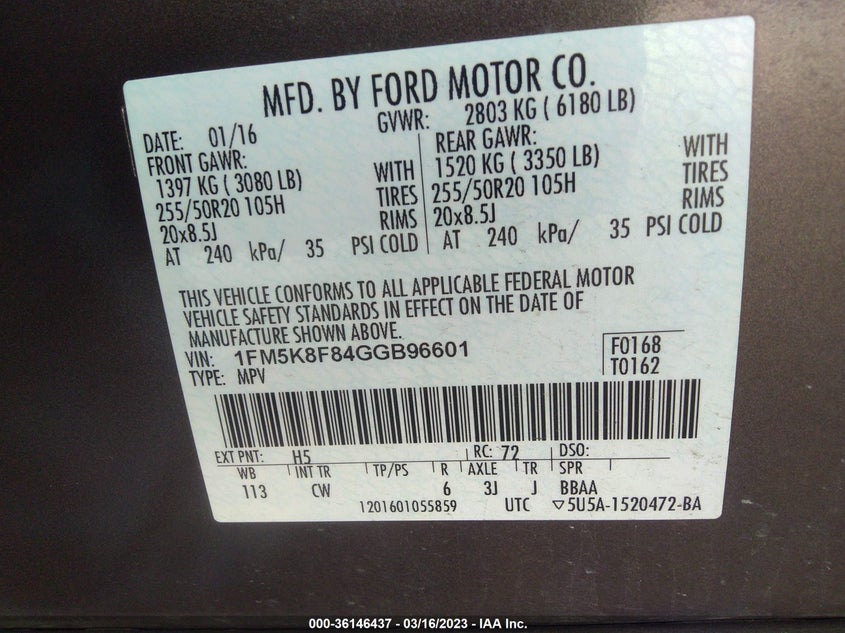 MFD. BY FORD MOTOR CO.
DATE: 01/16 GVWR: 2803 KG ( 6180 LB)
FRONT GAWR:
1397 KG ( 3080 LB) WITH
255/50R20 105H TIRES
20x8.5J RIMS
AT 240 kPa/ 35 PSI COLD
REAR GAWR:
1520 KG ( 3350 LB) WITH
255/50R20 105H TIRES
20x8.5J RIMS
AT 240 kPa/ 35 PSI COLD
THIS VEHICLE CONFORMS TO ALL APPLICABLE FEDERAL MOTOR
VEHICLE SAFETY STANDARDS IN EFFECT ON THE DATE OF
MANUFACTURE SHOWN ABOVE.
VIN: 1FM5K8F84GGB96601
TYPE: MPV
F0168
T0162
EXT PNT: H5 RC: 72 DSO:
WB INT TR TP/PS R AXLE TR SPR
113 CW 6 3J J BBAA
1201601055859 UTC ▽5U5A-1520472-BA
000-36146437 - 03/16/2023 - IAA Inc.